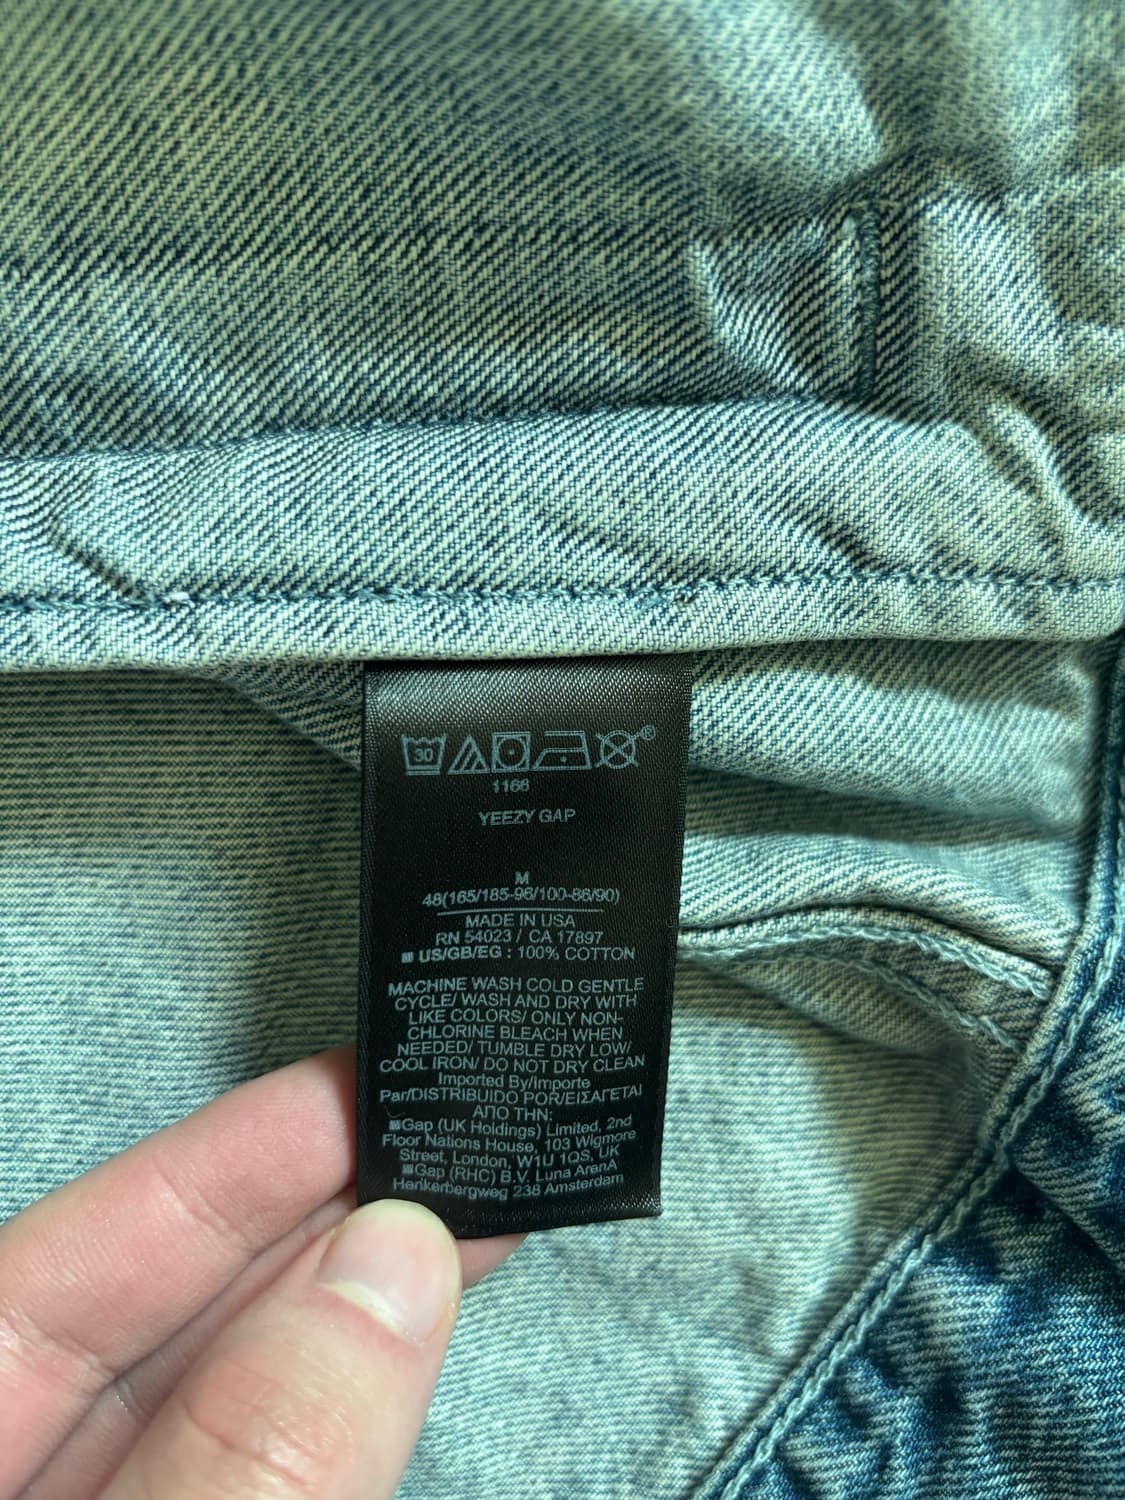 30 ®
1166
YEEZY GAP
M
48(165/185-96/100-86/90)
MADE IN USA
RN 54023 / CA 17897
US/GB/EG : 100% COTTON
MACHINE WASH COLD GENTLE
CYCLE/ WASH AND DRY WITH
LIKE COLORS/ ONLY NON-
CHLORINE BLEACH WHEN
NEEDED/ TUMBLE DRY LOW/
COOL IRON/ DO NOT DRY CLEAN
Imported By/Importe
Par/DISTRIBUIDO POR/ΕΙΣΑΓΕΤΑΙ
ΑΠΟ ΤΗΝ:
Gap (UK Holdings) Limited, 2nd
Floor Nations House, 103 Wigmore
Street, London, W1U 1QS, UK
Gap (RHC) B.V. Luna ArenA
Herikerbergweg 238 Amsterdam